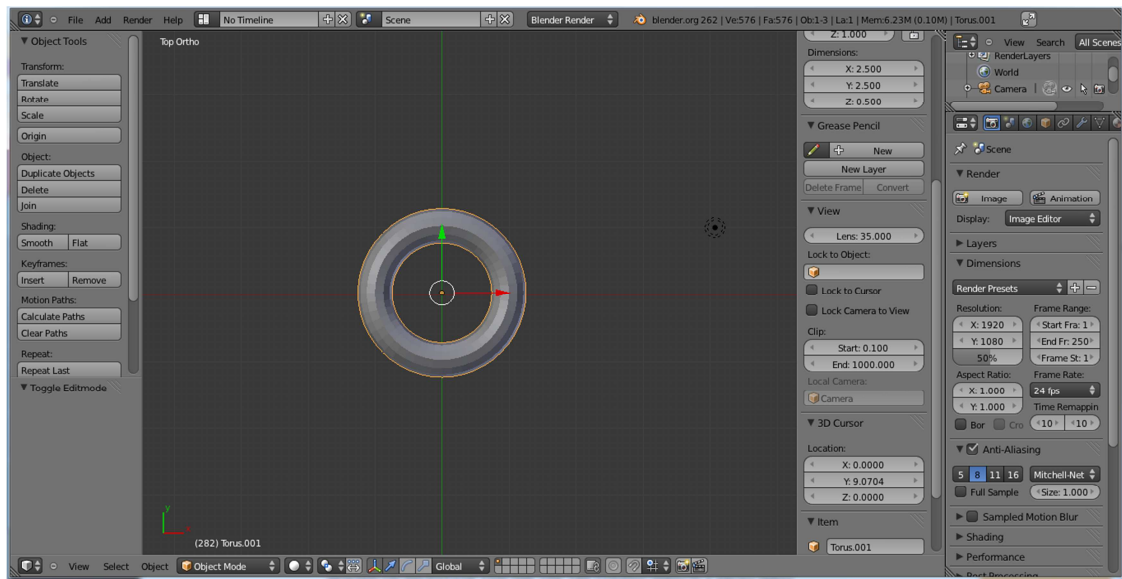 File Add Render Help No Timeline Scene Blender Render blender.org 262 | Ve:576 | Fa:576 | Ob:1-3 | La:1 | Mem:6.23M (0.10M) | Torus.001
Object Tools
Transform:
Translate
Rotate
Scale
Origin
Object:
Duplicate Objects
Delete
Join
Shading:
Smooth Flat
Keyframes:
Insert Remove
Motion Paths:
Calculate Paths
Clear Paths
Repeat:
Repeat Last
Toggle Editmode
Top Ortho
y
(282) Torus.001
Z: 1.000
Dimensions:
X: 2.500
Y: 2.500
Z: 0.500
Grease Pencil
New
New Layer
Delete Frame Convert
View
Lens: 35.000
Lock to Object:
Lock to Cursor
Lock Camera to View
Clip:
Start: 0.100
End: 1000.000
Local Camera:
Camera
3D Cursor
Location:
X: 0.0000
Y: 9.0704
Z: 0.0000
Item
Torus.001
View Search All Scenes
RenderLayers
World
Camera
Scene
Render
Image Animation
Display: Image Editor
Layers
Dimensions
Render Presets
Resolution: Frame Range:
X: 1920 Start Fra: 1
Y: 1080 End Fr: 250
50% Frame St: 1
Aspect Ratio: Frame Rate:
X: 1.000 24 fps
Y: 1.000 Time Remappin
Bor Cro 10 10
Anti-Aliasing
5 8 11 16 Mitchell-Net
Full Sample Size: 1.000
Sampled Motion Blur
Shading
Performance
Post Processing
View Select Object Object Mode Global